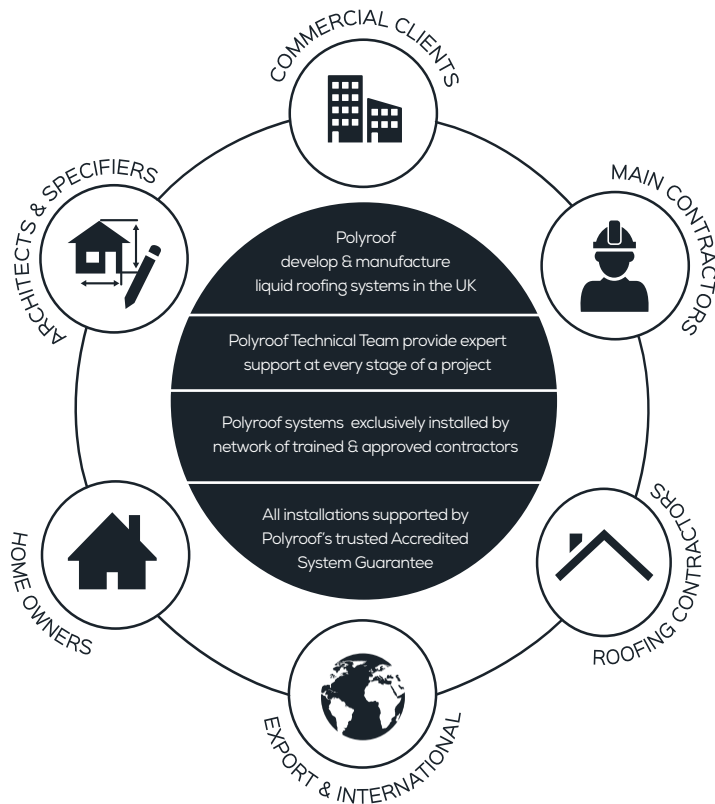 COMMERCIAL CLIENTS
ARCHITECTS & SPECIFIERS
MAIN CONTRACTORS
Polyroof
develop & manufacture
liquid roofing systems in the UK
Polyroof Technical Team provide expert
support at every stage of a project
Polyroof systems exclusively installed by
network of trained & approved contractors
All installations supported by
Polyroof's trusted Accredited
System Guarantee
HOME OWNERS
ROOFING CONTRACTORS
EXPORT & INTERNATIONAL